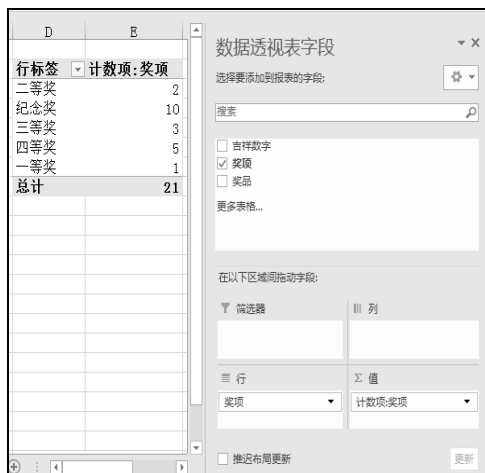 D E
行标签 计数项:奖项
二等奖 2
纪念奖 10
三等奖 3
四等奖 5
一等奖 1
总计 21
数据透视表字段
选择要添加到报表的字段:
搜索
吉祥数字
奖项
奖品
更多表格...
在以下区域间拖动字段:
筛选器
列
行
Σ 值
奖项
计数项:奖项
推迟布局更新
更新